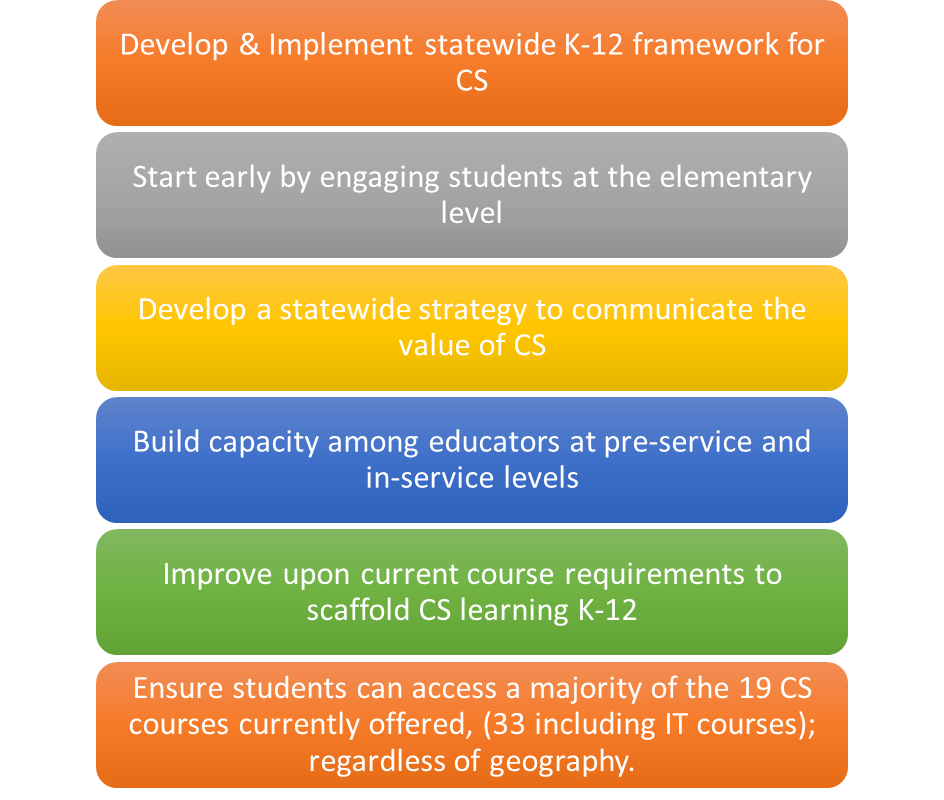 Develop & Implement statewide K-12 framework for
CS
Start early by engaging students at the elementary
level
Develop a statewide strategy to communicate the
value of CS
Build capacity among educators at pre-service and
in-service levels
Improve upon current course requirements to
scaffold CS learning K-12
Ensure students can access a majority of the 19 CS
courses currently offered, (33 including IT courses);
regardless of geography.